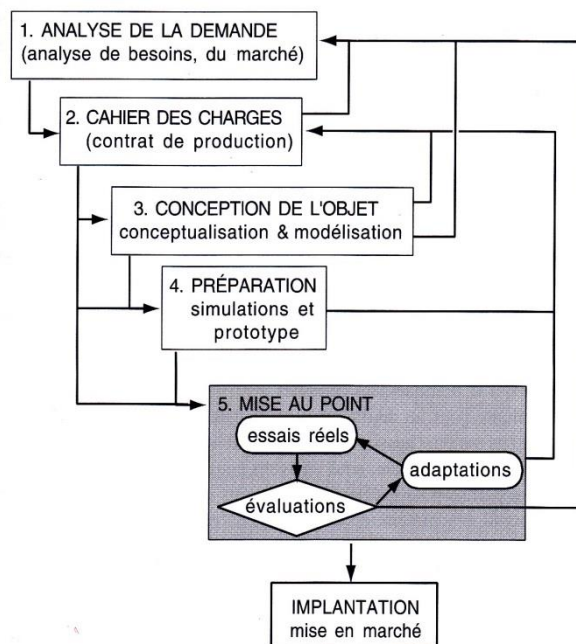 1. ANALYSE DE LA DEMANDE
(analyse de besoins, du marché)
2. CAHIER DES CHARGES
(contrat de production)
3. CONCEPTION DE L'OBJET
conceptualisation & modélisation
4. PRÉPARATION
simulations et
prototype
5. MISE AU POINT
essais réels
adaptations
évaluations
IMPLANTATION
mise en marché